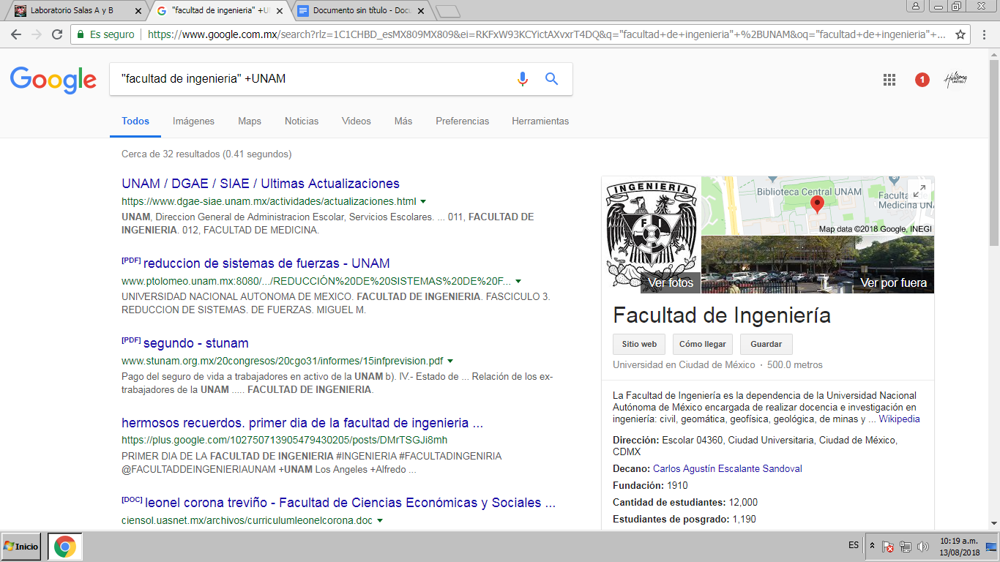 Laboratorio Salas A y B
"facultad de ingenieria" +UN
Documento sin título - Docu
Es seguro
https://www.google.com.mx/search?rlz=1C1CHBD_esMX809MX809&ei=RKFxW93KCYictAXvxrT4DQ&q="facultad+de+ingenieria"+%2BUNAM&oq="facultad+de+ingenieria"+...
Google
"facultad de ingenieria" +UNAM
1
Hillsong
UNITED
Todos Imágenes Maps Noticias Videos Más Preferencias Herramientas
Cerca de 32 resultados (0.41 segundos)
UNAM / DGAE / SIAE / Ultimas Actualizaciones
https://www.dgae-siae.unam.mx/actividades/actualizaciones.html
UNAM, Direccion General de Administracion Escolar, Servicios Escolares. ... 011, FACULTAD DE
INGENIERIA. 012, FACULTAD DE MEDICINA.
[PDF] reduccion de sistemas de fuerzas - UNAM
www.ptolomeo.unam.mx:8080/.../REDUCCIÓN%20DE%20SISTEMAS%20DE%20F...
UNIVERSIDAD NACIONAL AUTONOMA DE MEXICO. FACULTAD DE INGENIERIA. FASCICULO 3.
REDUCCION DE SISTEMAS. DE FUERZAS. MIGUEL M.
[PDF] segundo - stunam
www.stunam.org.mx/20congresos/20cgo31/informes/15infprevision.pdf
Pago del seguro de vida a trabajadores en activo de la UNAM b). IV.- Estado de ... Relación de los ex-
trabajadores de la UNAM ..... FACULTAD DE INGENIERIA.
hermosos recuerdos. primer dia de la facultad de ingenieria ...
https://plus.google.com/102750713905479430205/posts/DMrTSGJi8mh
PRIMER DIA DE LA FACULTAD DE INGENIERIA #INGENIERIA #FACULTADINGENIRIA
@FACULTADDEINGENIERIAUNAM +UNAM Los Angeles +Alfredo ...
[DOC] leonel corona treviño - Facultad de Ciencias Económicas y Sociales ...
ciensol.uasnet.mx/archivos/curriculumleonelcorona.doc
INGENIERIA
F I
Ver fotos
Biblioteca Central UNAM
Faculta
Medicina UNA
Map data ©2018 Google, INEGI
Ver por fuera
Facultad de Ingeniería
Sitio web Cómo llegar Guardar
Universidad en Ciudad de México · 500.0 metros
La Facultad de Ingeniería es la dependencia de la Universidad Nacional
Autónoma de México encargada de realizar docencia e investigación en
ingeniería: civil, geomática, geofísica, geológica, de minas y ... Wikipedia
Dirección: Escolar 04360, Ciudad Universitaria, Ciudad de México,
CDMX
Decano: Carlos Agustín Escalante Sandoval
Fundación: 1910
Cantidad de estudiantes: 12,000
Estudiantes de posgrado: 1,190
Inicio
ES
10:19 a.m.
13/08/2018